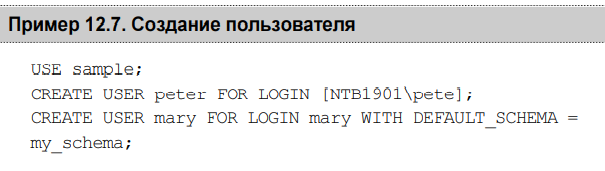 Пример 12.7. Создание пользователя
USE sample;
CREATE USER peter FOR LOGIN [NTB1901\pete];
CREATE USER mary FOR LOGIN mary WITH DEFAULT_SCHEMA =
my_schema;